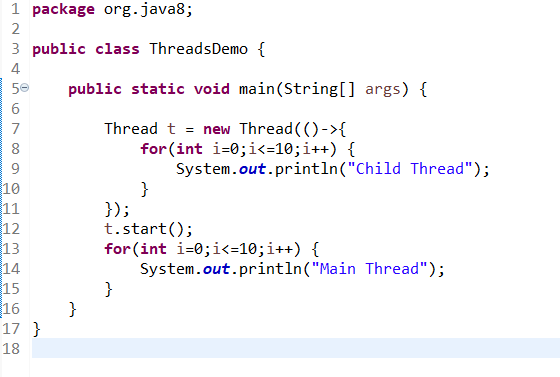 1 package org.java8;
2
3 public class ThreadsDemo {
4
5 public static void main(String[] args) {
6
7 Thread t = new Thread(()->{
8 for(int i=0;i<=10;i++) {
9 System.out.println("Child Thread");
10 }
11 });
12 t.start();
13 for(int i=0;i<=10;i++) {
14 System.out.println("Main Thread");
15 }
16 }
17 }
18